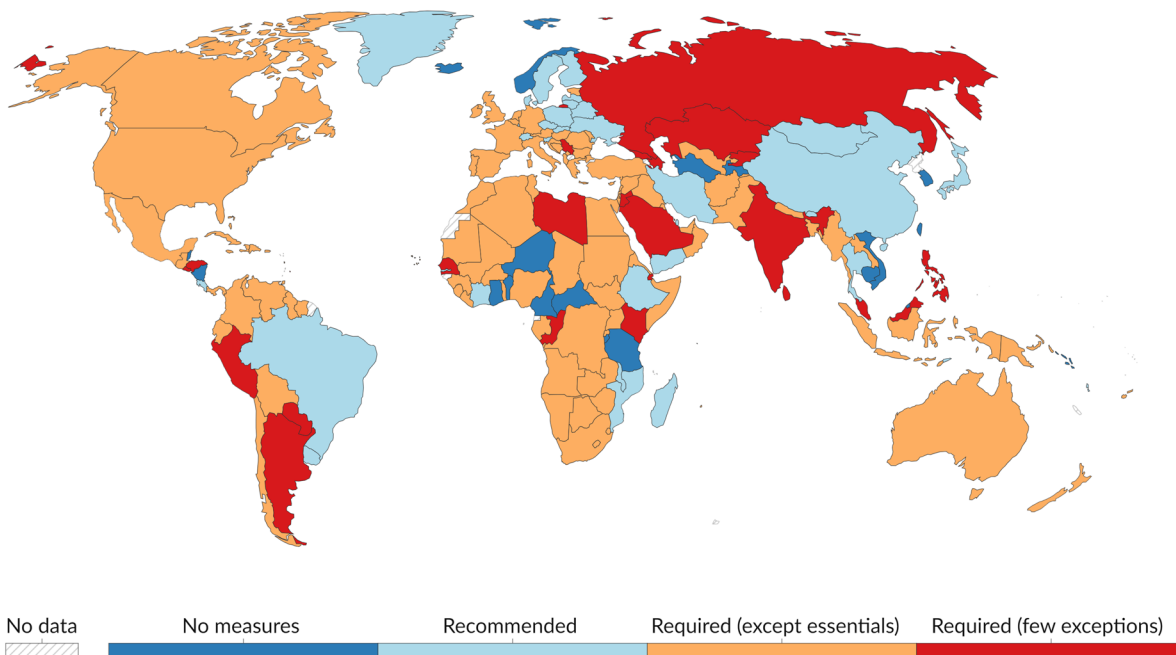 No data
No measures
Recommended
Required (except essentials)
Required (few exceptions)